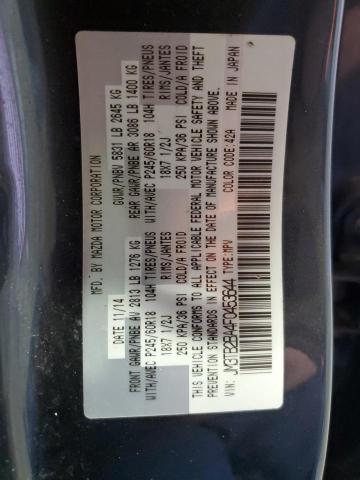 MFD. BY MAZDA MOTOR CORPORATION
DATE: 11/14 GVWR/PNBV 5831 LB 2645 KG
FRONT GAWR/PNBE AV 2813 LB 1276 KG REAR GAWR/PNBE AR 3086 LB 1400 KG
WITH/AVEC P245/60R18 104H TIRES/PNEUS WITH/AVEC P245/60R18 104H TIRES/PNEUS
18X7 1/2J RIMS/JANTES 18X7 1/2J RIMS/JANTES
250 KPA/36 PSI COLD/A FROID 250 KPA/36 PSI COLD/A FROID
THIS VEHICLE CONFORMS TO ALL APPLICABLE FEDERAL MOTOR VEHICLE SAFETY AND THEFT
PREVENTION STANDARDS IN EFFECT ON THE DATE OF MANUFACTURE SHOWN ABOVE.
VIN: JM3TB2BA4F0453644 MADE IN JAPAN
TYPE: MPV COLOR CODE: 42A